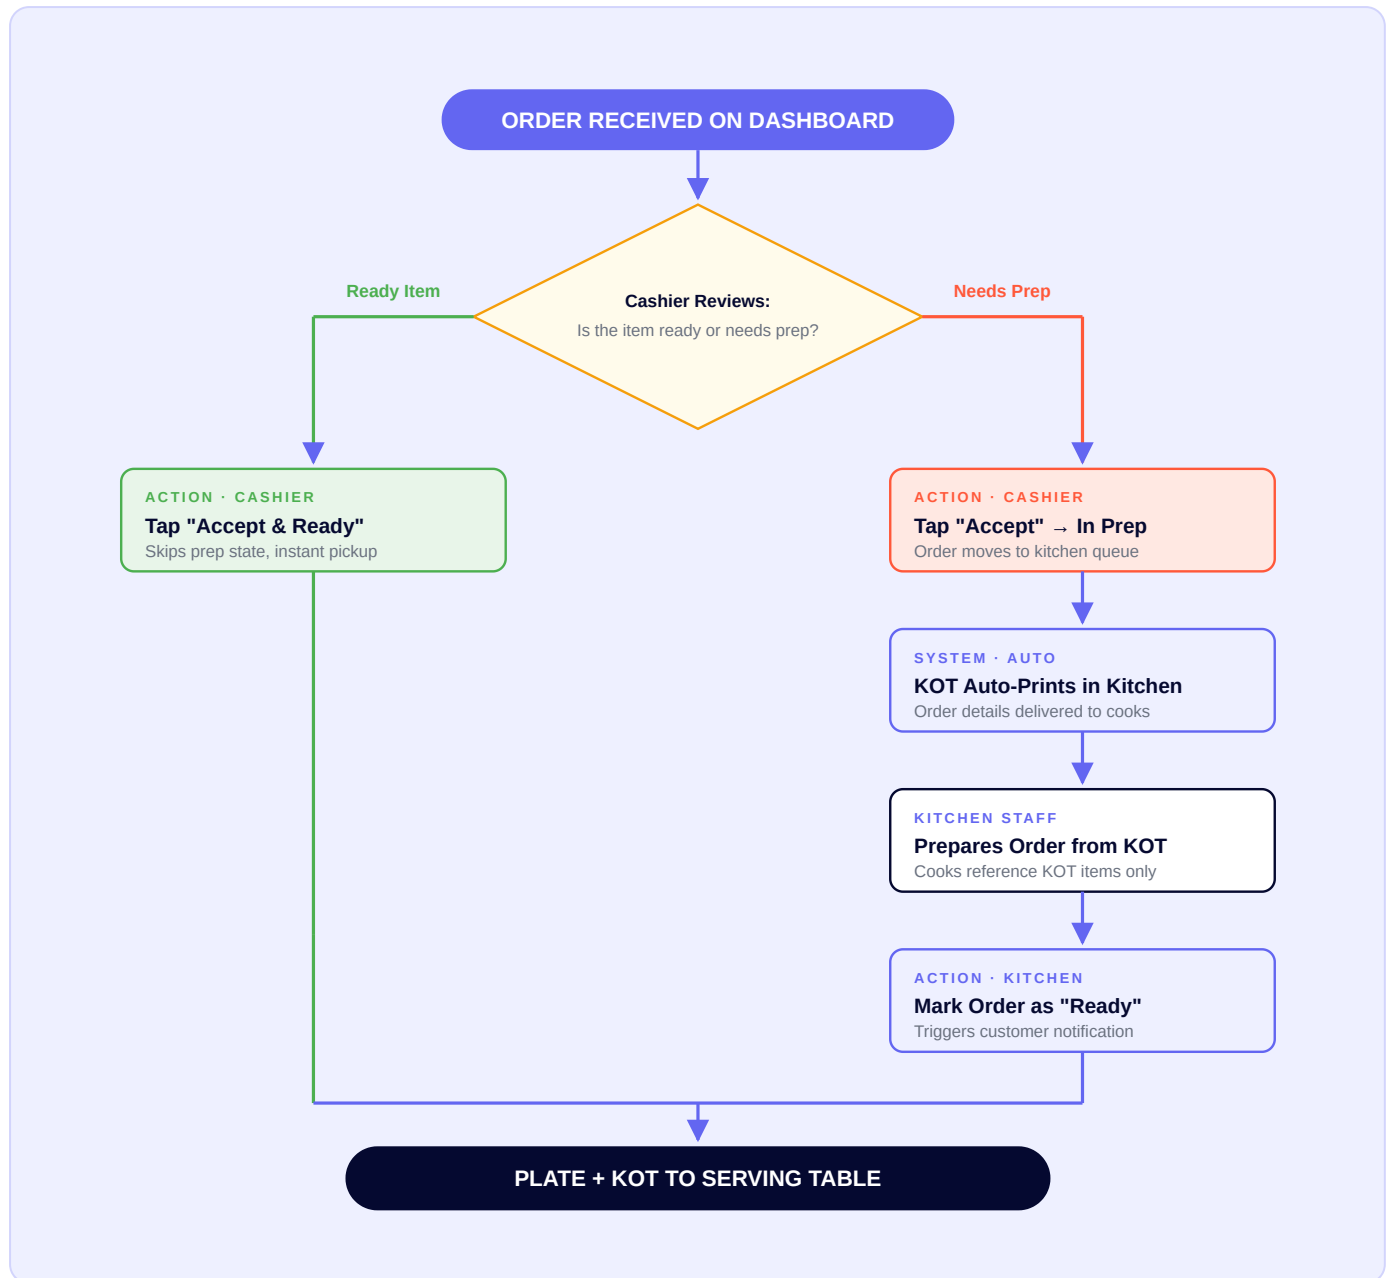 ORDER RECEIVED ON DASHBOARD
Cashier Reviews:
Is the item ready or needs prep?
Ready Item
Needs Prep
ACTION · CASHIER
Tap "Accept & Ready"
Skips prep state, instant pickup
ACTION · CASHIER
Tap "Accept" → In Prep
Order moves to kitchen queue
SYSTEM · AUTO
KOT Auto-Prints in Kitchen
Order details delivered to cooks
KITCHEN STAFF
Prepares Order from KOT
Cooks reference KOT items only
ACTION · KITCHEN
Mark Order as "Ready"
Triggers customer notification
PLATE + KOT TO SERVING TABLE